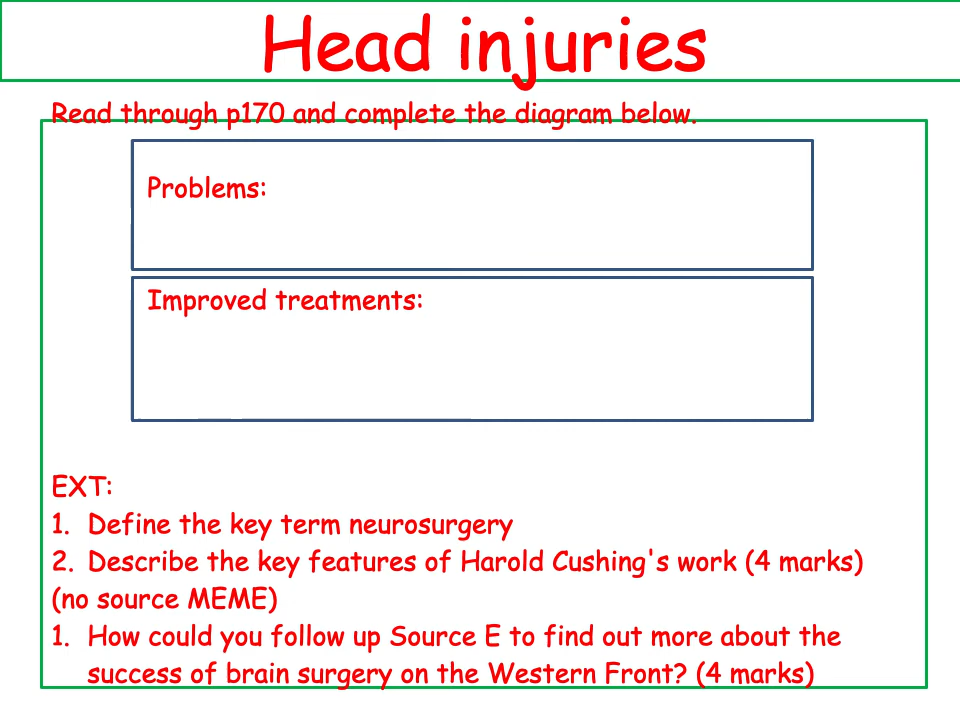 Head injuries
Read through p170 and complete the diagram below.
Problems:
Improved treatments:
EXT:
1. Define the key term neurosurgery
2. Describe the key features of Harold Cushing's work (4 marks)
(no source MEME)
1. How could you follow up Source E to find out more about the
success of brain surgery on the Western Front? (4 marks)